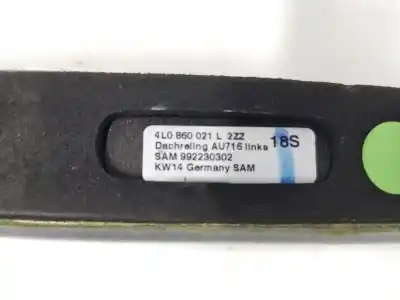 4L0 860 021 L 2ZZ
Dachreling AU716 links 18S
SAM 992230302
KW14 Germany SAM